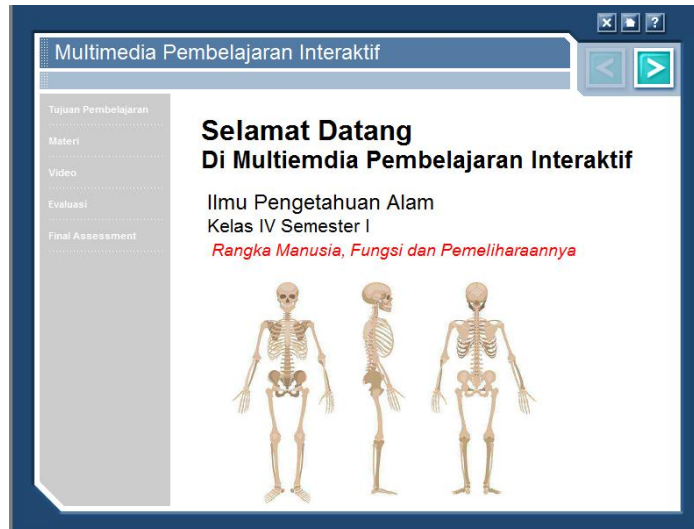 Multimedia Pembelajaran Interaktif
Tujuan Pembelajaran
Materi
Video
Evaluasi
Final Assessment
Selamat Datang
Di Multiemdia Pembelajaran Interaktif
Ilmu Pengetahuan Alam
Kelas IV Semester I
Rangka Manusia, Fungsi dan Pemeliharaannya